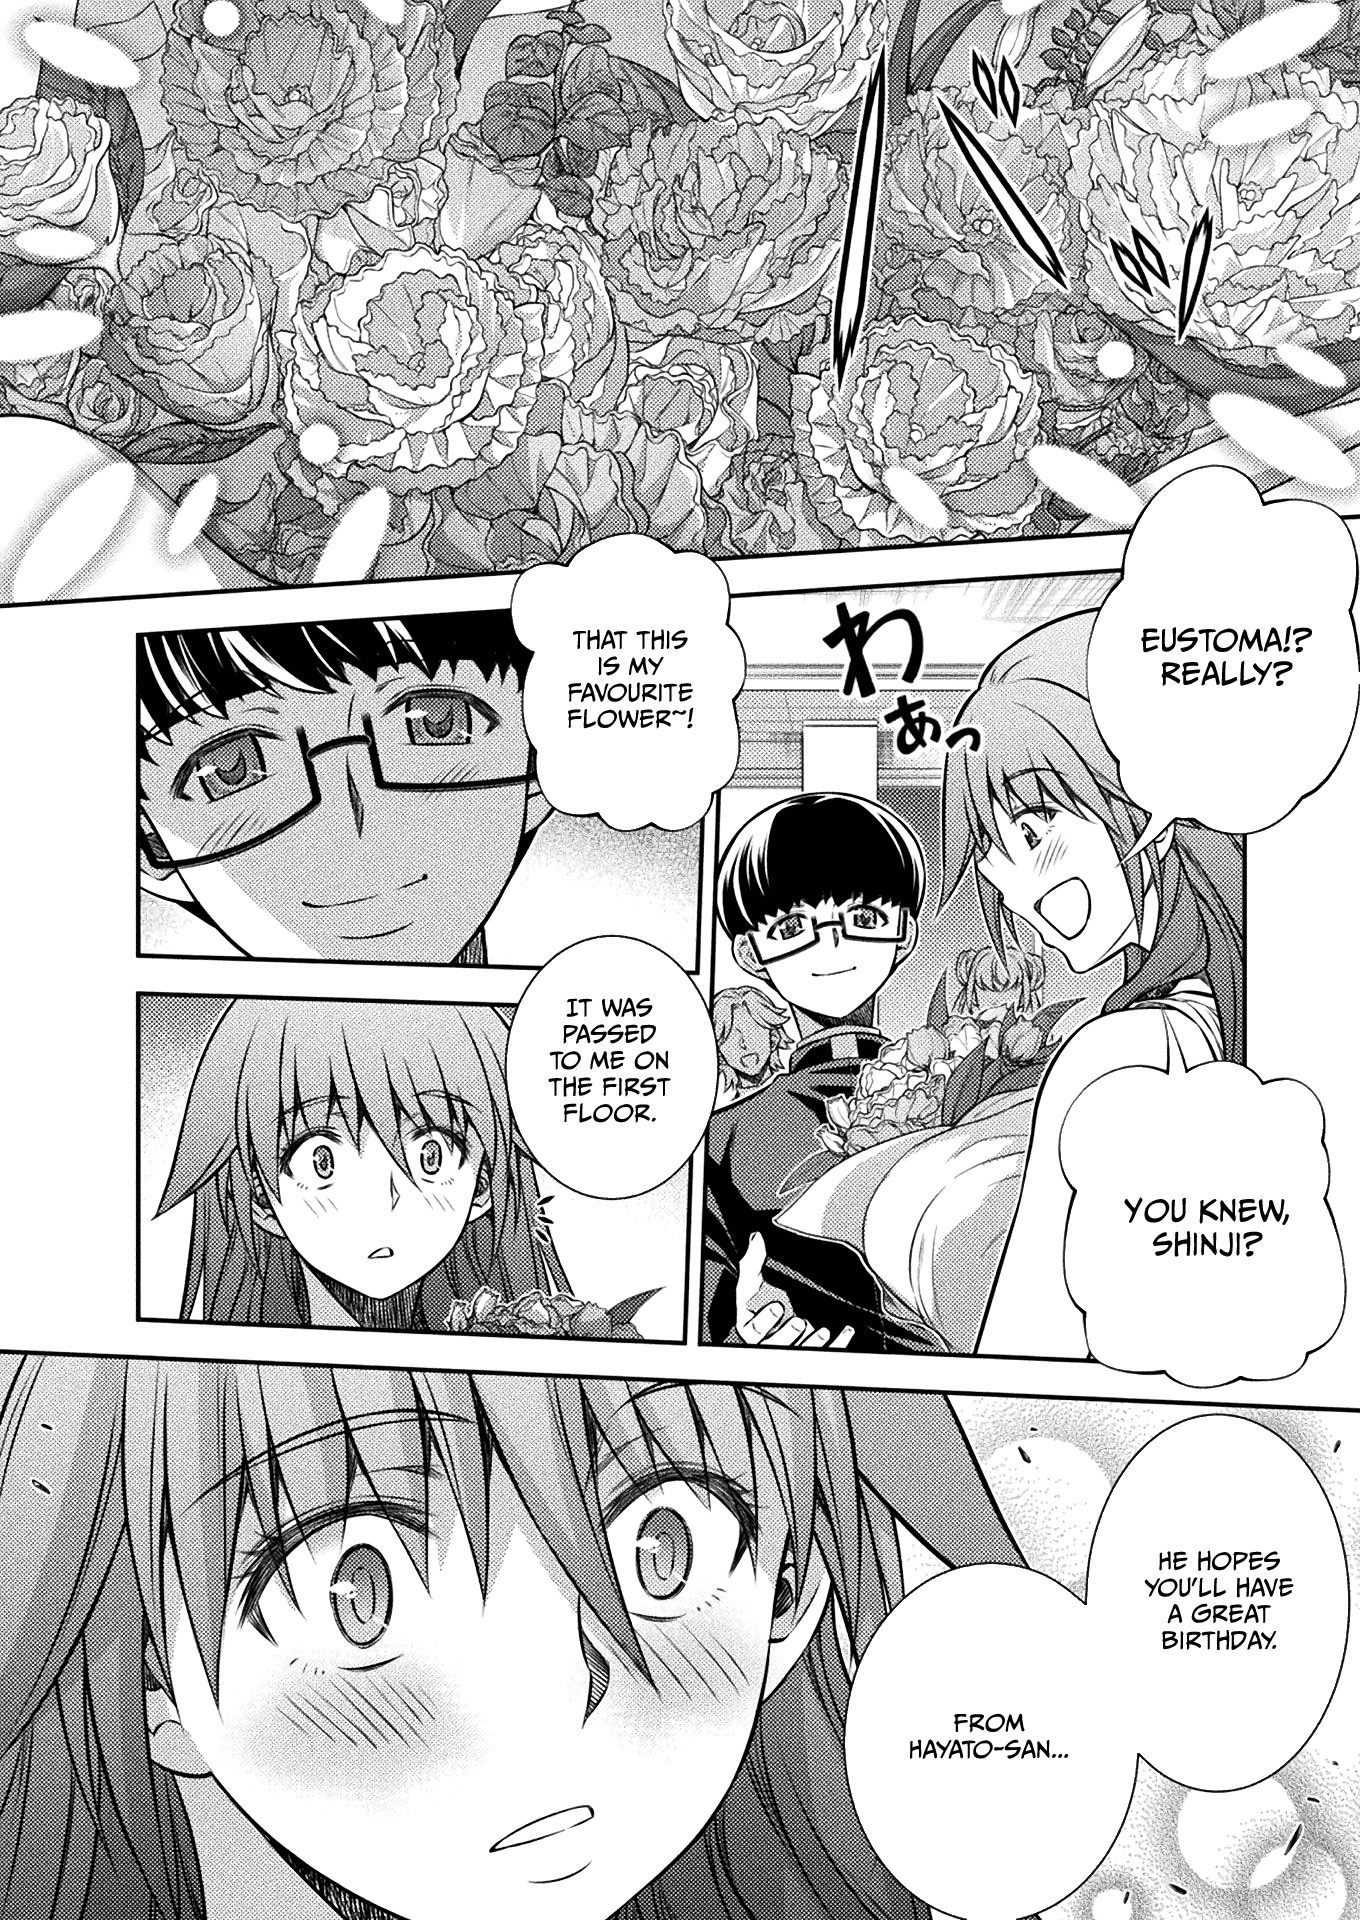 EUSTOMA!?
REALLY?
わ
あっ
YOU KNEW,
SHINJI?
THAT THIS
IS MY
FAVOURITE
FLOWER~!
IT WAS
PASSED
TO ME ON
THE FIRST
FLOOR.
HE HOPES
YOU'LL HAVE
A GREAT
BIRTHDAY.
FROM
HAYATO-SAN...